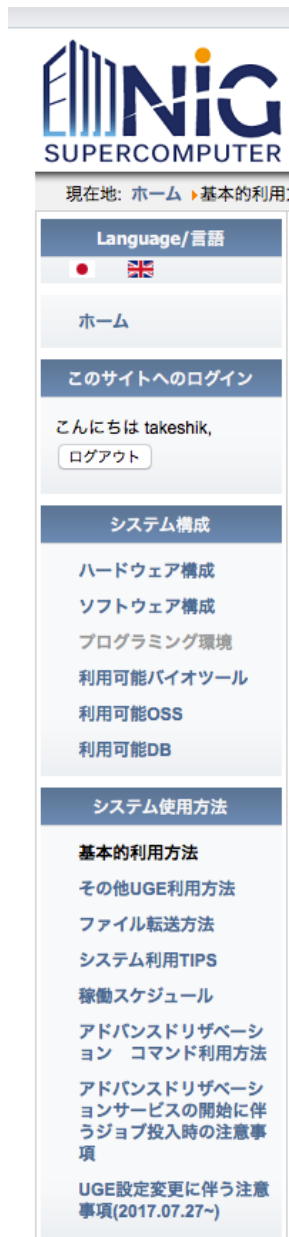 NIG
SUPERCOMPUTER
現在地: ホーム ▸基本的利用
Language/言語
ホーム
このサイトへのログイン
こんにちは takeshik,
ログアウト
システム構成
ハードウェア構成
ソフトウェア構成
プログラミング環境
利用可能バイオツール
利用可能OSS
利用可能DB
システム使用方法
基本的利用方法
その他UGE利用方法
ファイル転送方法
システム利用TIPS
稼働スケジュール
アドバンスドリザベーシ
ョン　コマンド利用方法
アドバンスドリザベーシ
ョンサービスの開始に伴
うジョブ投入時の注意事
項
UGE設定変更に伴う注意
事項(2017.07.27~)